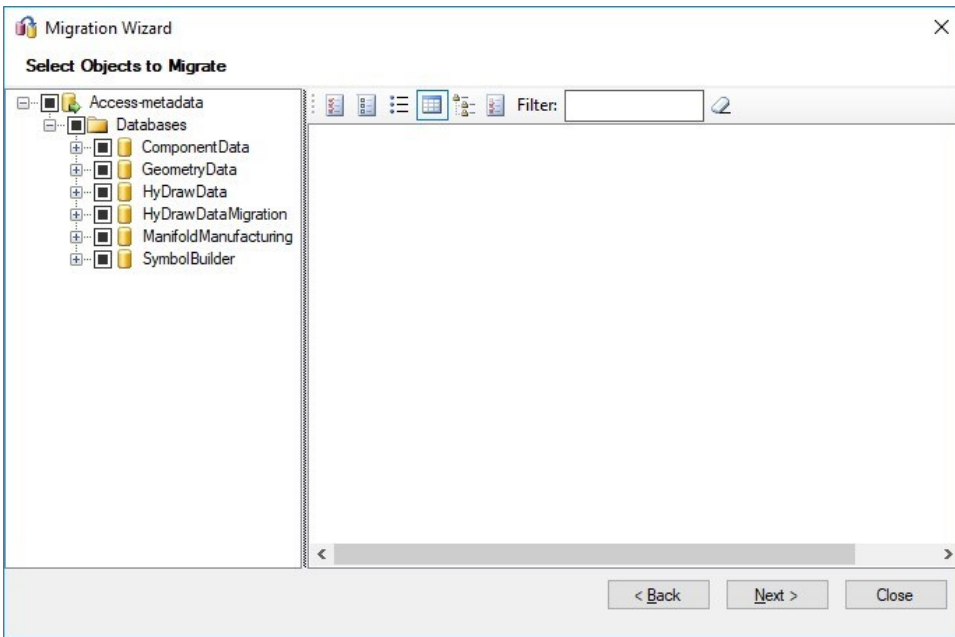 Migration Wizard
Select Objects to Migrate
Access-metadata
Databases
ComponentData
GeometryData
HyDrawData
HyDrawDataMigration
ManifoldManufacturing
SymbolBuilder
Filter:
< Back Next > Close